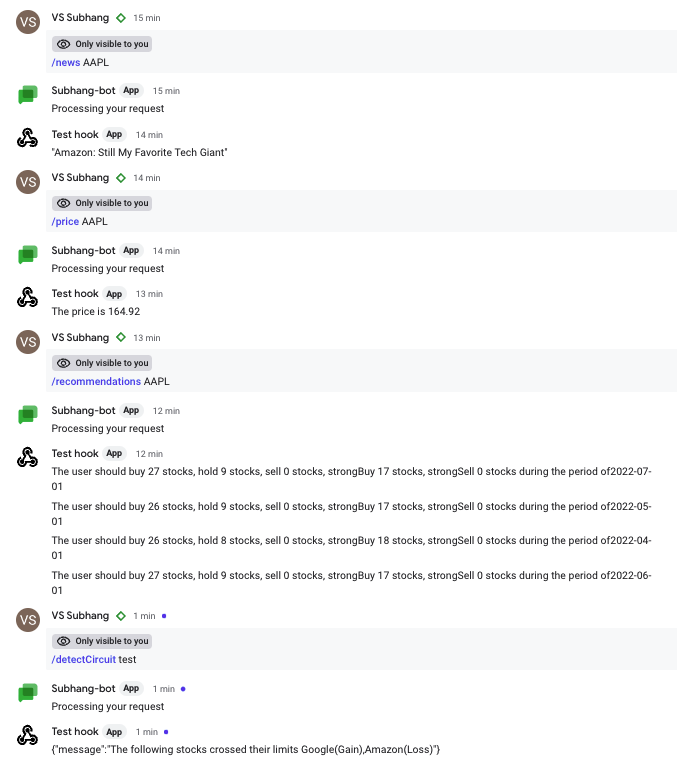 VS
VS Subhang 15 min
Only visible to you
/news AAPL
Subhang-bot App 15 min
Processing your request
Test hook App 14 min
"Amazon: Still My Favorite Tech Giant"
VS
VS Subhang 14 min
Only visible to you
/price AAPL
Subhang-bot App 14 min
Processing your request
Test hook App 13 min
The price is 164.92
VS
VS Subhang 13 min
Only visible to you
/recommendations AAPL
Subhang-bot App 12 min
Processing your request
Test hook App 12 min
The user should buy 27 stocks, hold 9 stocks, sell 0 stocks, strongBuy 17 stocks, strongSell 0 stocks during the period of2022-07-
01
The user should buy 26 stocks, hold 9 stocks, sell 0 stocks, strongBuy 17 stocks, strongSell 0 stocks during the period of2022-05-
01
The user should buy 26 stocks, hold 8 stocks, sell 0 stocks, strongBuy 18 stocks, strongSell 0 stocks during the period of2022-04-
01
The user should buy 27 stocks, hold 9 stocks, sell 0 stocks, strongBuy 17 stocks, strongSell 0 stocks during the period of2022-06-
01
VS
VS Subhang 1 min
Only visible to you
/detectCircuit test
Subhang-bot App 1 min
Processing your request
Test hook App 1 min
{"message":"The following stocks crossed their limits Google(Gain),Amazon(Loss)"}